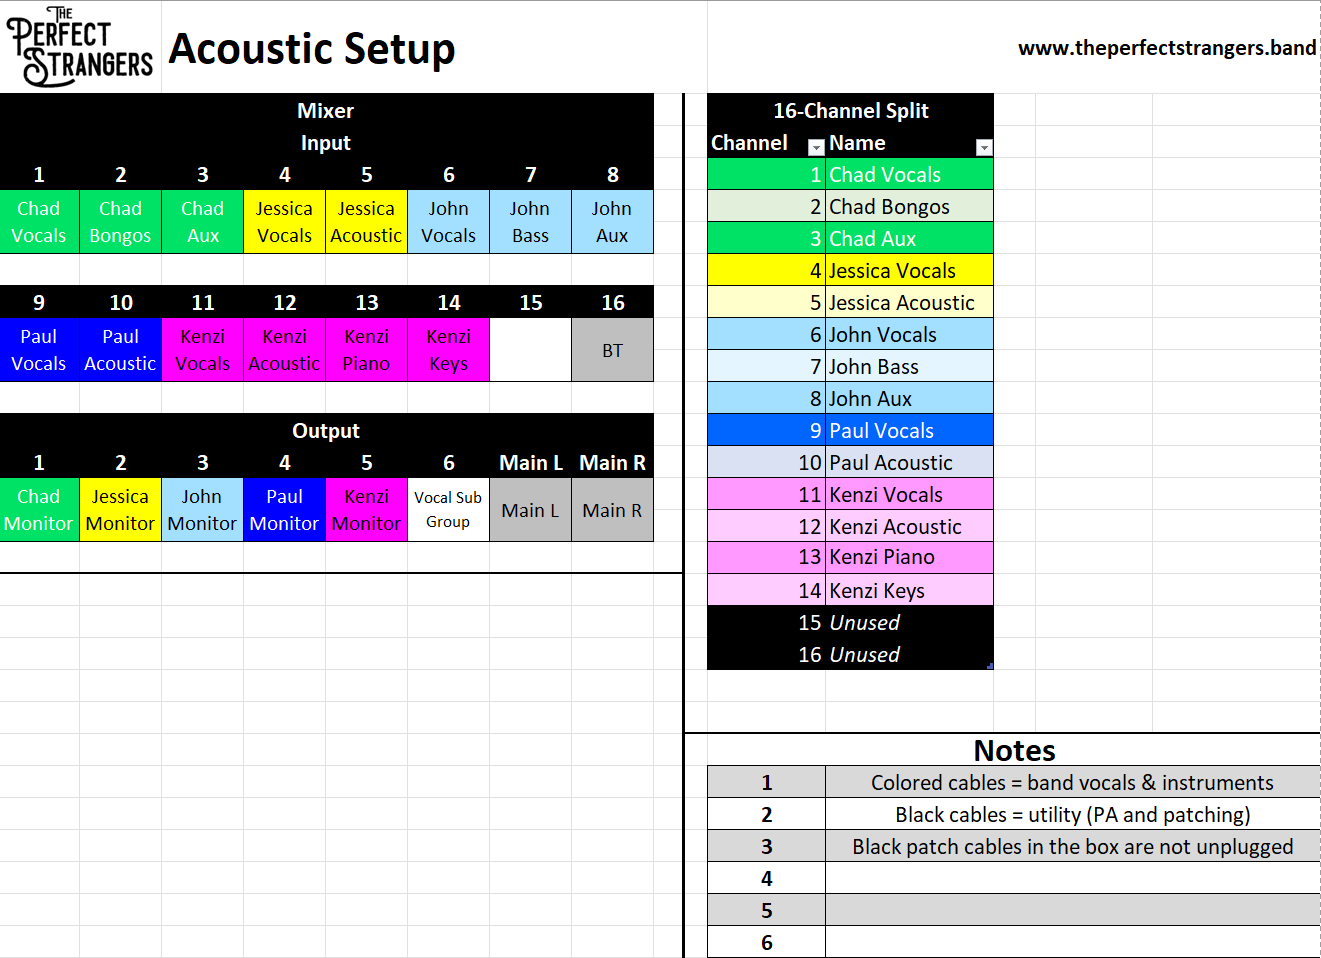 THE
PERFECT
STRANGERS
Acoustic Setup
www.theperfectstrangers.band
Mixer
Input
1 2 3 4 5 6 7 8
Chad Vocals Chad Bongos Chad Aux Jessica Vocals Jessica Acoustic John Vocals John Bass John Aux
9 10 11 12 13 14 15 16
Paul Vocals Paul Acoustic Kenzi Vocals Kenzi Acoustic Kenzi Piano Kenzi Keys BT
Output
1 2 3 4 5 6 Main L Main R
Chad Monitor Jessica Monitor John Monitor Paul Monitor Kenzi Monitor Vocal Sub Group Main L Main R
16-Channel Split
Channel Name
1 Chad Vocals
2 Chad Bongos
3 Chad Aux
4 Jessica Vocals
5 Jessica Acoustic
6 John Vocals
7 John Bass
8 John Aux
9 Paul Vocals
10 Paul Acoustic
11 Kenzi Vocals
12 Kenzi Acoustic
13 Kenzi Piano
14 Kenzi Keys
15 Unused
16 Unused
Notes
1 Colored cables = band vocals & instruments
2 Black cables = utility (PA and patching)
3 Black patch cables in the box are not unplugged
4
5
6